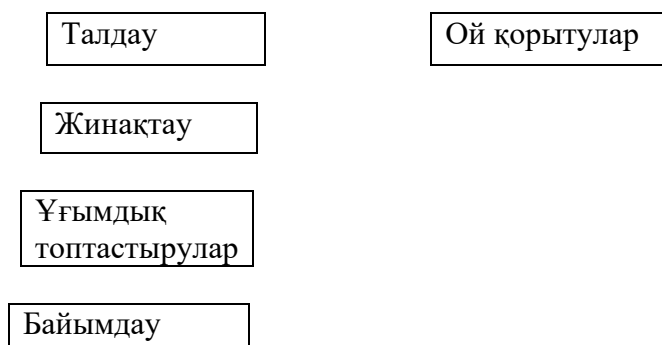 Талдау
Ой қорытулар
Жинақтау
Ұғымдық
топтастырулар
Байымдау